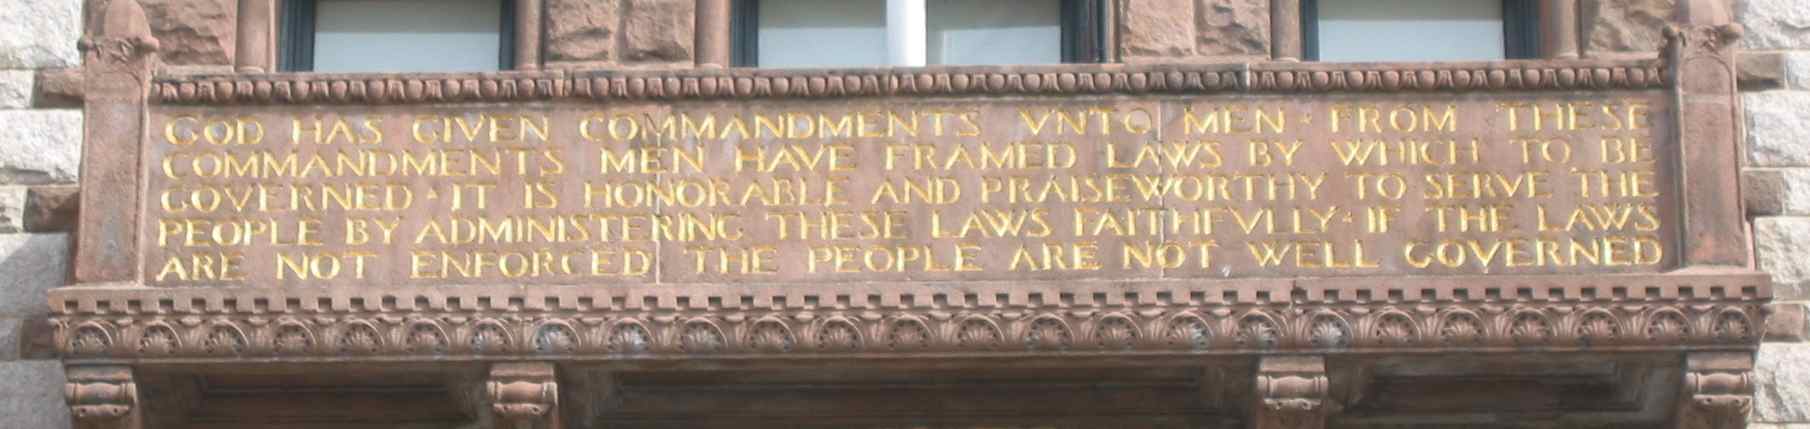 GOD HAS GIVEN COMMANDMENTS VNTO MEN · FROM THESE
COMMANDMENTS MEN HAVE FRAMED LAWS BY WHICH TO BE
GOVERNED · IT IS HONORABLE AND PRAISEWORTHY TO SERVE THE
PEOPLE BY ADMINISTERING THESE LAWS FAITHFVLLY · IF THE LAWS
ARE NOT ENFORCED THE PEOPLE ARE NOT WELL GOVERNED